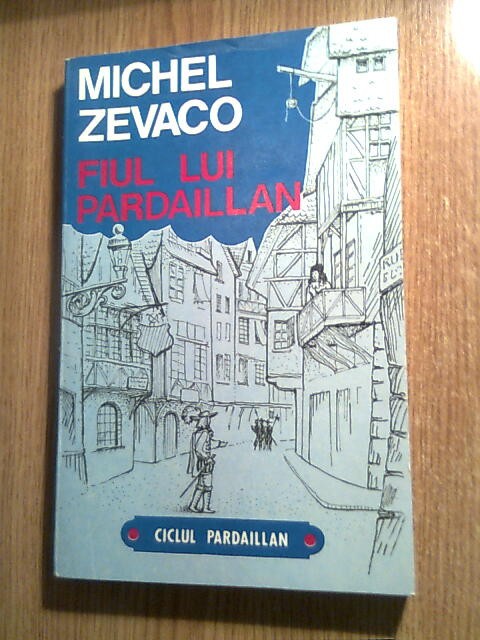 MICHEL
ZEVACO
FIUL LUI
PARDAILLAN
CICLUL PARDAILLAN